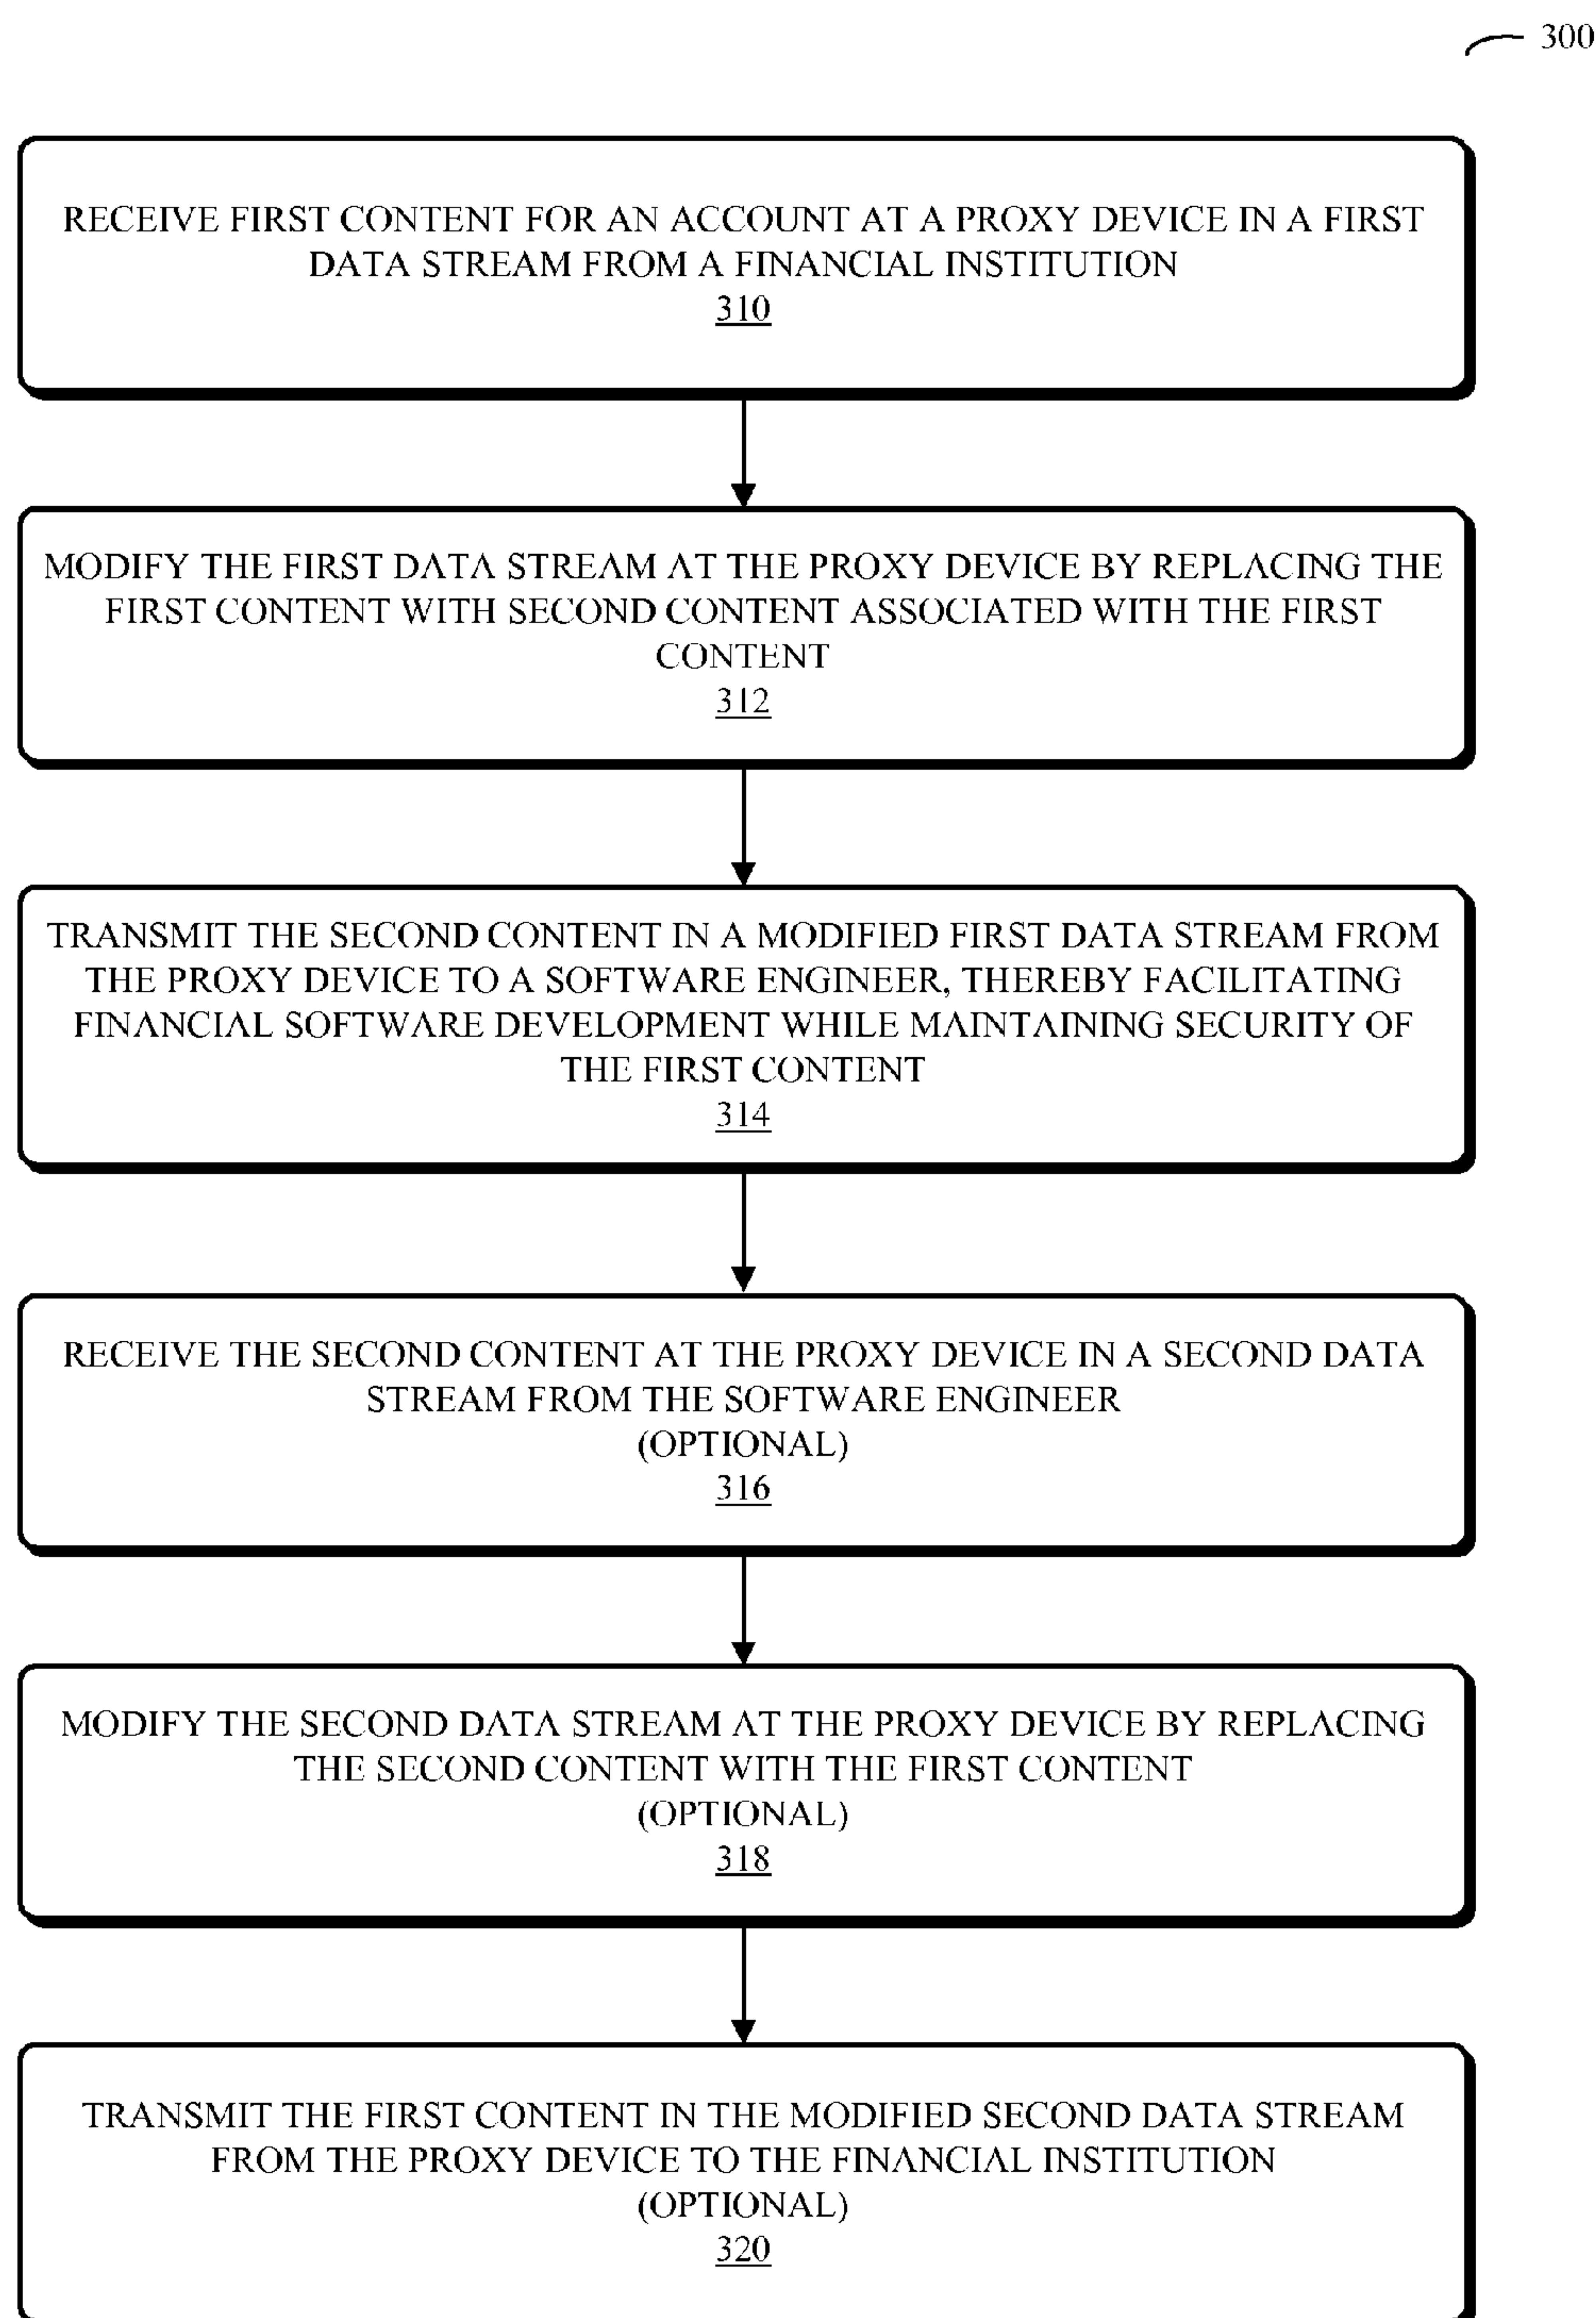 300
RECEIVE FIRST CONTENT FOR AN ACCOUNT AT A PROXY DEVICE IN A FIRST
DATA STREAM FROM A FINANCIAL INSTITUTION
310
MODIFY THE FIRST DATA STREAM AT THE PROXY DEVICE BY REPLACING THE
FIRST CONTENT WITH SECOND CONTENT ASSOCIATED WITH THE FIRST
CONTENT
312
TRANSMIT THE SECOND CONTENT IN A MODIFIED FIRST DATA STREAM FROM
THE PROXY DEVICE TO A SOFTWARE ENGINEER, THEREBY FACILITATING
FINANCIAL SOFTWARE DEVELOPMENT WHILE MAINTAINING SECURITY OF
THE FIRST CONTENT
314
RECEIVE THE SECOND CONTENT AT THE PROXY DEVICE IN A SECOND DATA
STREAM FROM THE SOFTWARE ENGINEER
(OPTIONAL)
316
MODIFY THE SECOND DATA STREAM AT THE PROXY DEVICE BY REPLACING
THE SECOND CONTENT WITH THE FIRST CONTENT
(OPTIONAL)
318
TRANSMIT THE FIRST CONTENT IN THE MODIFIED SECOND DATA STREAM
FROM THE PROXY DEVICE TO THE FINANCIAL INSTITUTION
(OPTIONAL)
320